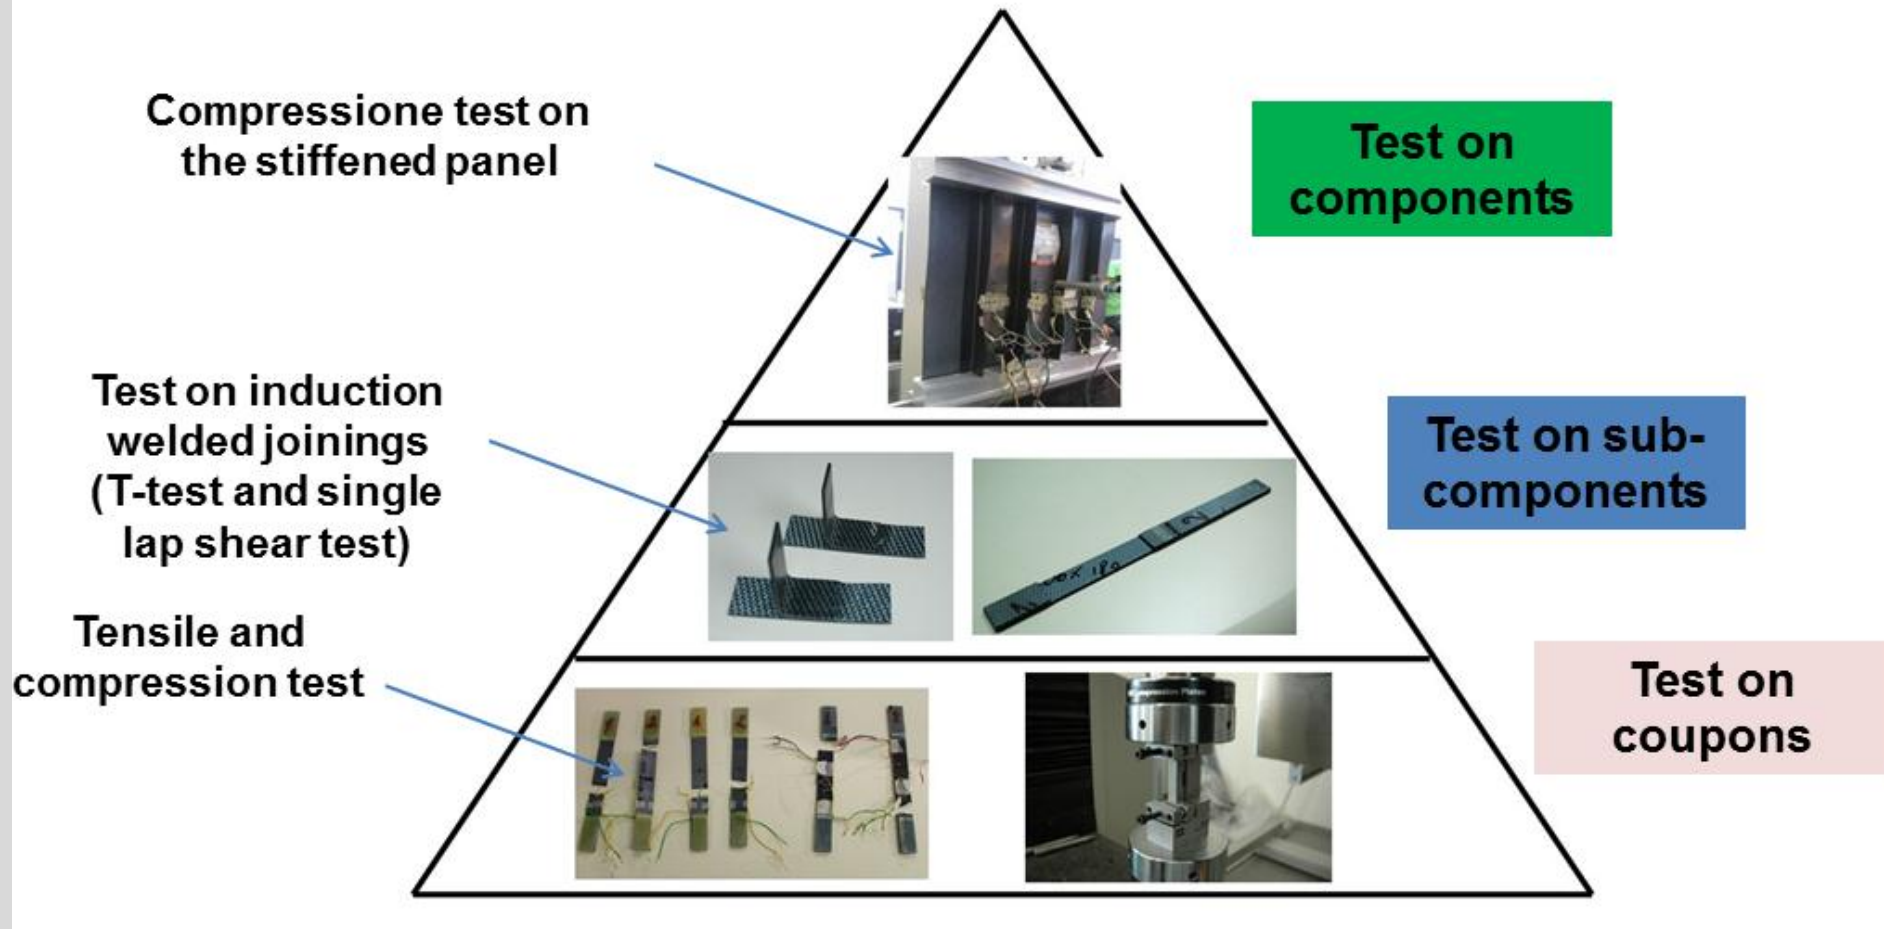 Compressione test on
the stiffened panel
Test on
components
Test on induction
welded joinings
(T-test and single
lap shear test)
Test on sub-
components
Tensile and
compression test
Test on
coupons